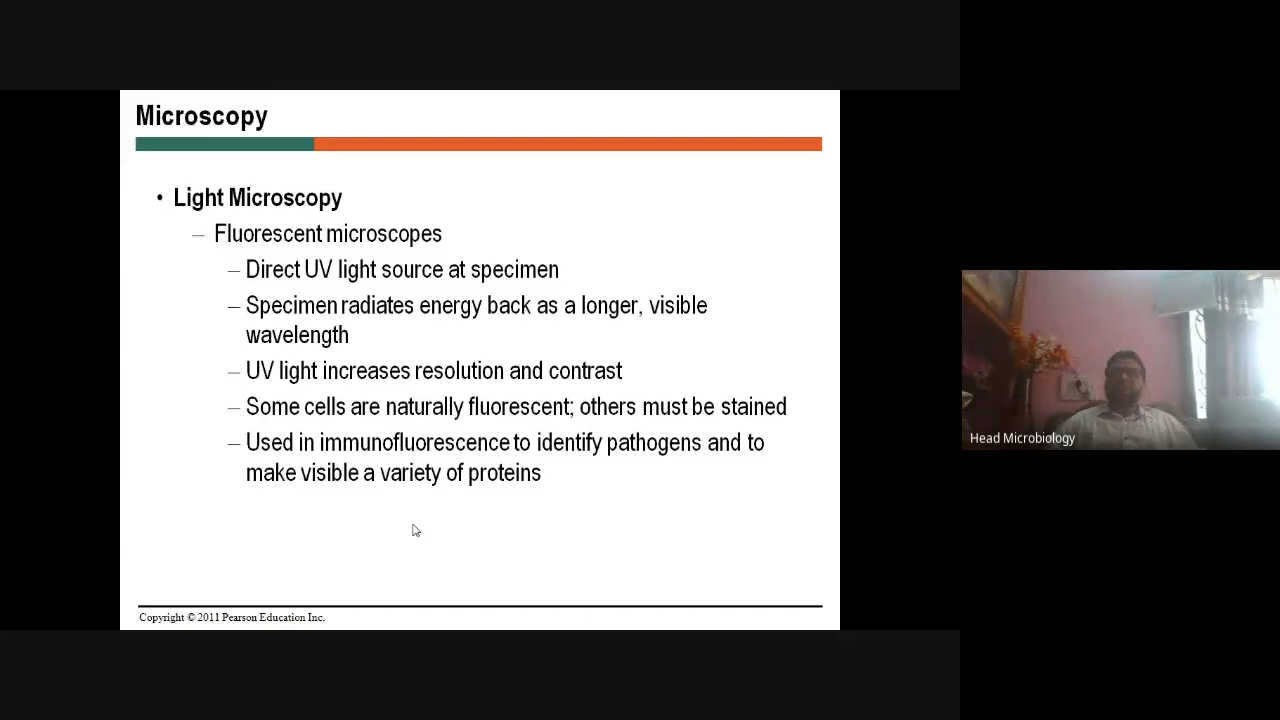 Microscopy
• Light Microscopy
– Fluorescent microscopes
– Direct UV light source at specimen
– Specimen radiates energy back as a longer, visible
wavelength
– UV light increases resolution and contrast
– Some cells are naturally fluorescent; others must be stained
– Used in immunofluorescence to identify pathogens and to
make visible a variety of proteins
Copyright © 2011 Pearson Education Inc.
Head Microbiology